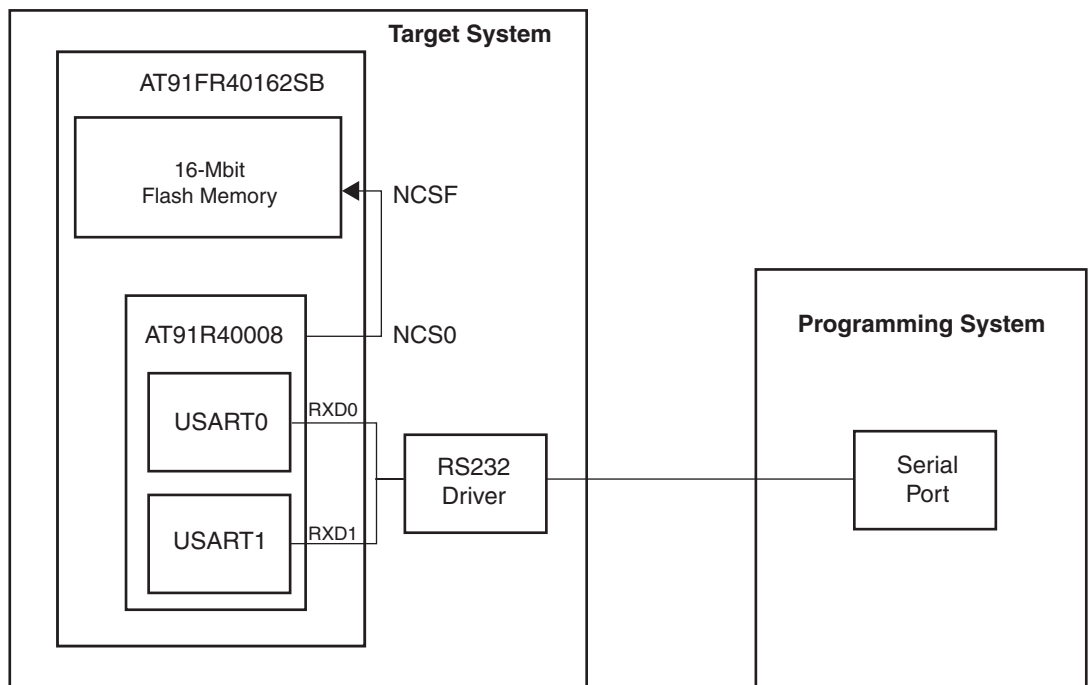 Target System
AT91FR40162SB
16-Mbit
Flash Memory
NCSF
AT91R40008
NCS0
USART0
RXD0
USART1
RXD1
RS232
Driver
Programming System
Serial
Port